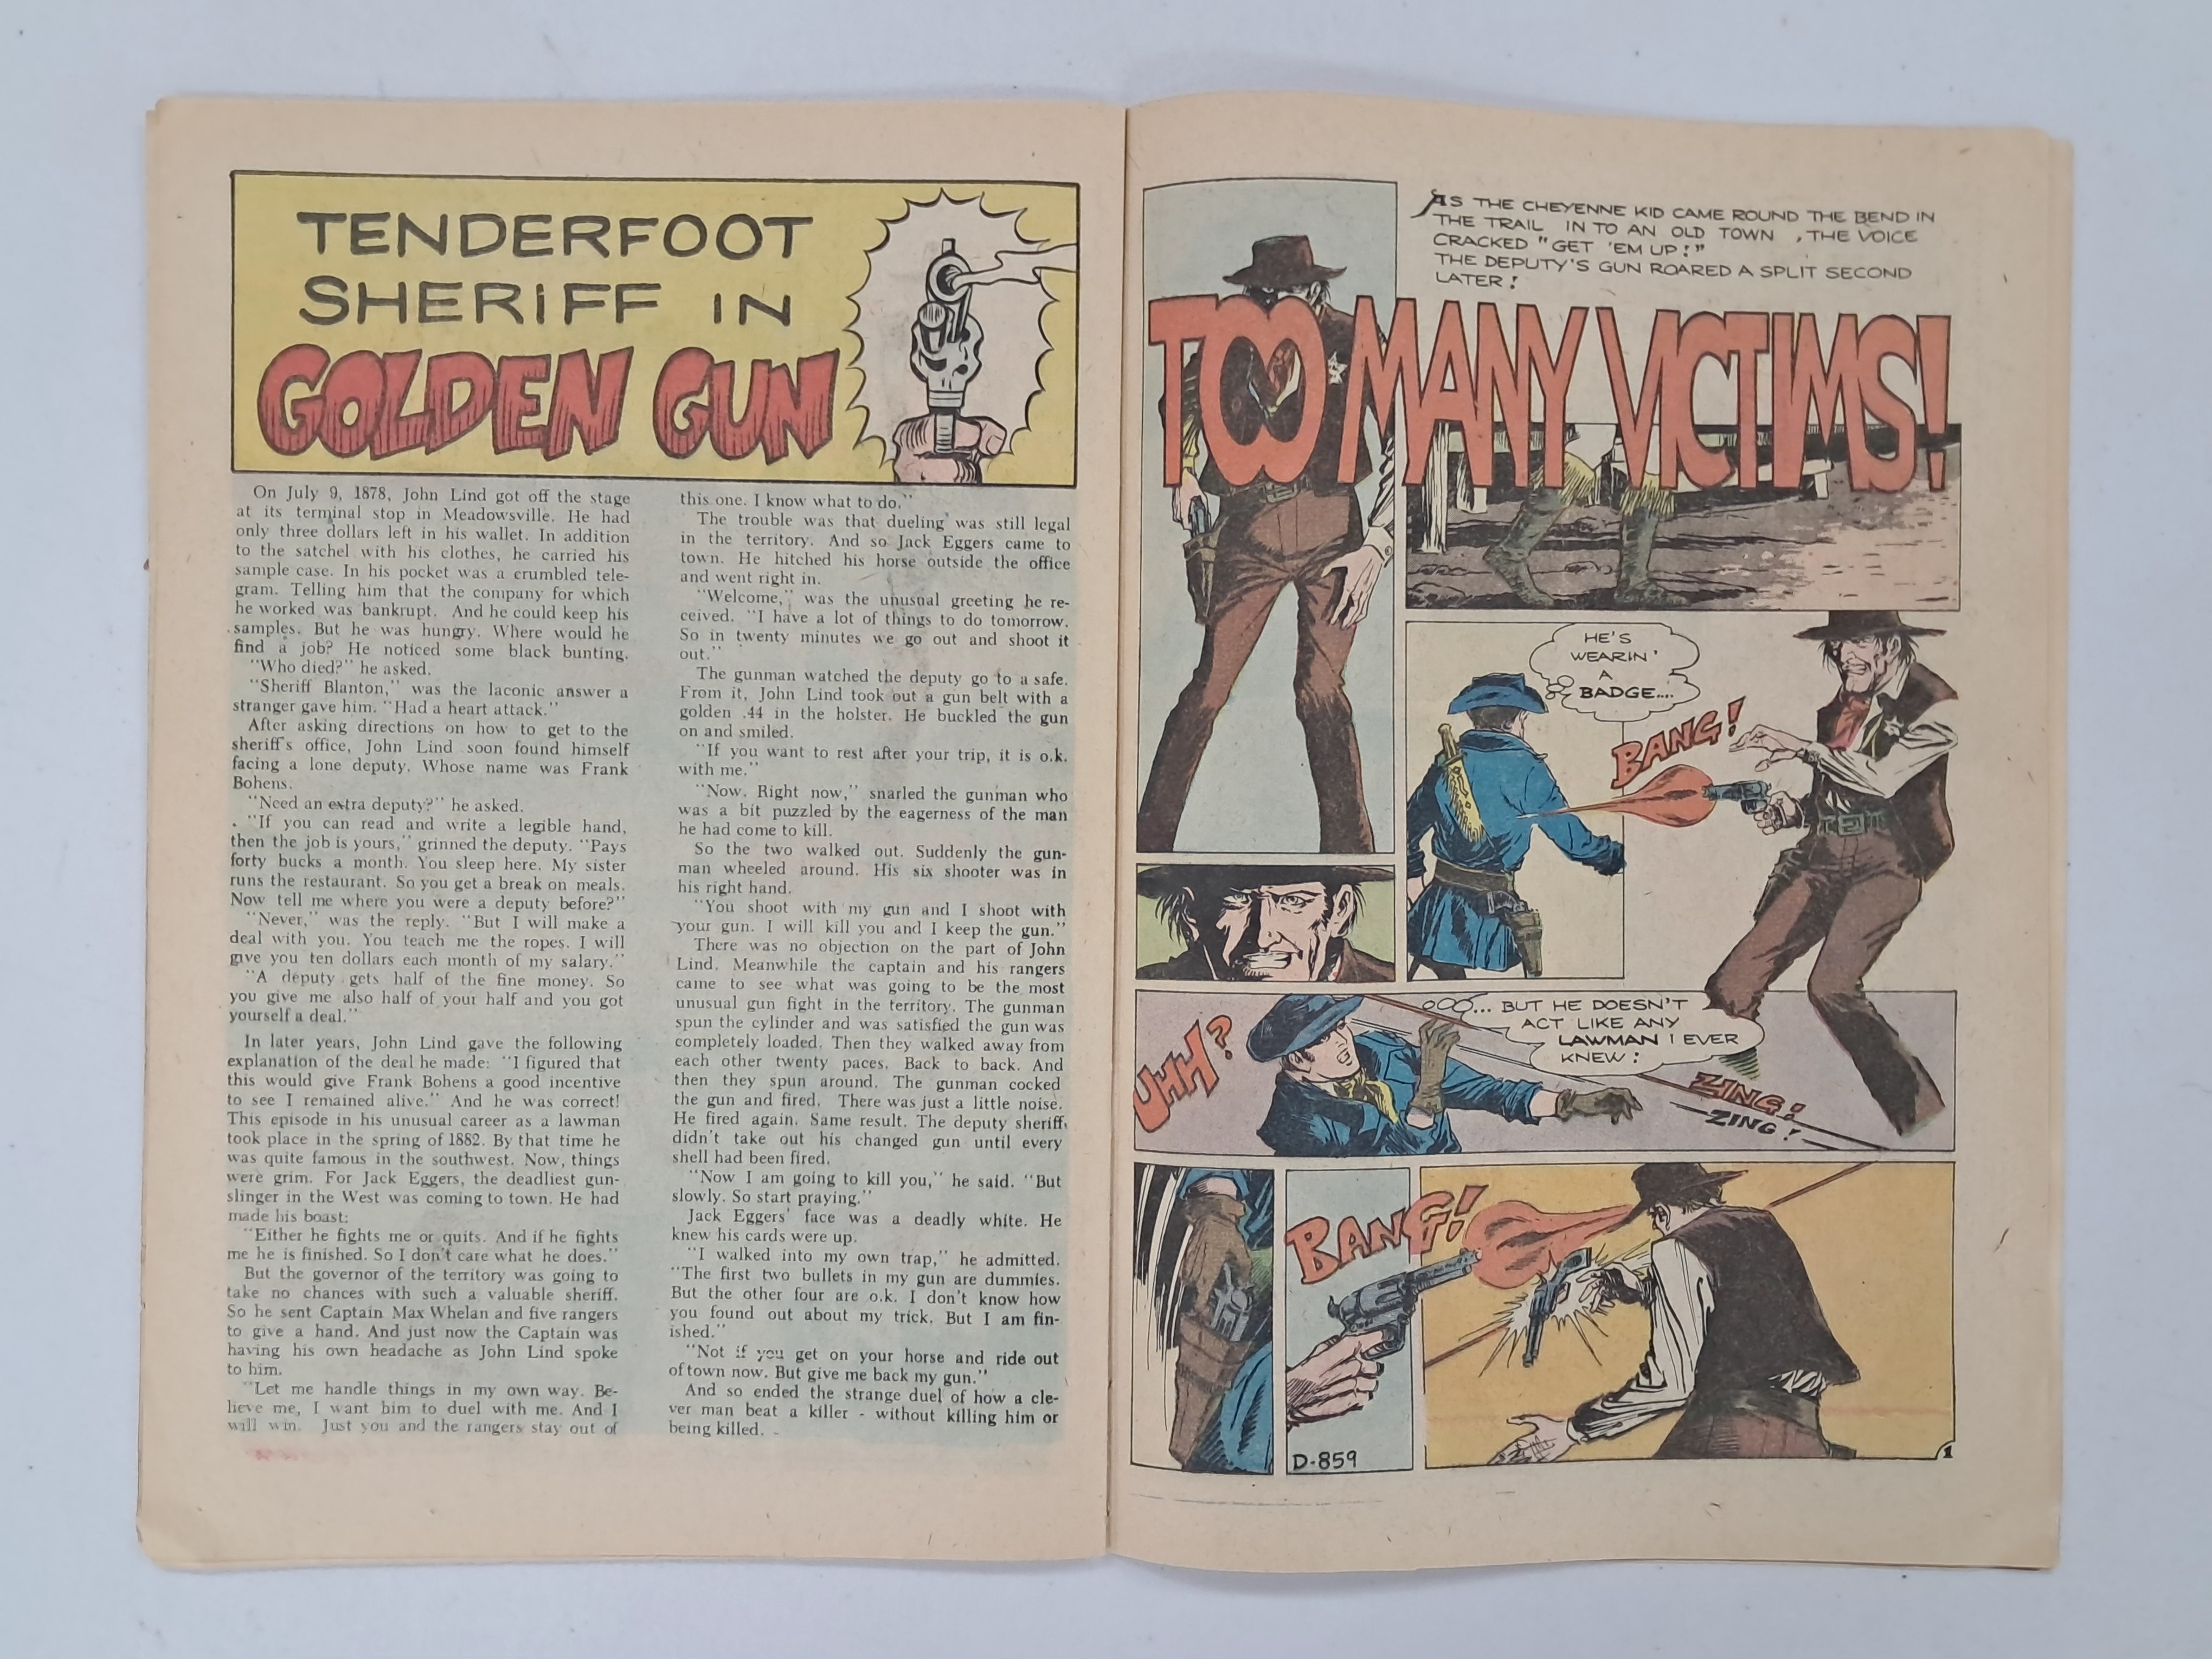 TENDERFOOT
SHERIFF IN
GOLDEN GUN
On July 9, 1878, John Lind got off the stage
at its terminal stop in Meadowsville. He had
only three dollars left in his wallet. In addition
to the satchel with his clothes, he carried his
sample case. In his pocket was a crumbled tele-
gram. Telling him that the company for which
he worked was bankrupt. And he could keep his
samples. But he was hungry. Where would he
find a job? He noticed some black bunting.
"Who died?" he asked.
"Sheriff Blanton," was the laconic answer a
stranger gave him. "Had a heart attack."
After asking directions on how to get to the
sheriff's office, John Lind soon found himself
facing a lone deputy. Whose name was Frank
Bohens.
"Need an extra deputy?" he asked.
"If you can read and write a legible hand,
then the job is yours," grinned the deputy. "Pays
forty bucks a month. You sleep here. My sister
runs the restaurant. So you get a break on meals.
Now tell me where you were a deputy before?"
"Never," was the reply. "But I will make a
deal with you. You teach me the ropes. I will
give you ten dollars each month of my salary."
"A deputy gets half of the fine money. So
you give me also half of your half and you got
yourself a deal."
In later years, John Lind gave the following
explanation of the deal he made: "I figured that
this would give Frank Bohens a good incentive
to see I remained alive." And he was correct!
This episode in his unusual career as a lawman
took place in the spring of 1882. By that time he
was quite famous in the southwest. Now, things
were grim. For Jack Eggers, the deadliest gun-
slinger in the West was coming to town. He had
made his boast:
"Either he fights me or quits. And if he fights
me he is finished. So I don't care what he does."
But the governor of the territory was going to
take no chances with such a valuable sheriff.
So he sent Captain Max Whelan and five rangers
to give a hand. And just now the Captain was
having his own headache as John Lind spoke
to him.
"Let me handle things in my own way. Be-
lieve me, I want him to duel with me. And I
will win. Just you and the rangers stay out of
this one. I know what to do."
The trouble was that dueling was still legal
in the territory. And so Jack Eggers came to
town. He hitched his horse outside the office
and went right in.
"Welcome," was the unusual greeting he re-
ceived. "I have a lot of things to do tomorrow.
So in twenty minutes we go out and shoot it
out."
The gunman watched the deputy go to a safe.
From it, John Lind took out a gun belt with a
golden .44 in the holster. He buckled the gun
on and smiled.
"If you want to rest after your trip, it is o.k.
with me."
"Now. Right now," snarled the gunman who
was a bit puzzled by the eagerness of the man
he had come to kill.
So the two walked out. Suddenly the gun-
man wheeled around. His six shooter was in
his right hand.
"You shoot with my gun and I shoot with
your gun. I will kill you and I keep the gun."
There was no objection on the part of John
Lind. Meanwhile the captain and his rangers
came to see what was going to be the most
unusual gun fight in the territory. The gunman
spun the cylinder and was satisfied the gun was
completely loaded. Then they walked away from
each other twenty paces. Back to back. And
then they spun around. The gunman cocked
the gun and fired. There was just a little noise.
He fired again. Same result. The deputy sheriff
didn't take out his changed gun until every
shell had been fired.
"Now I am going to kill you," he said. "But
slowly. So start praying."
Jack Eggers' face was a deadly white. He
knew his cards were up.
"I walked into my own trap," he admitted.
"The first two bullets in my gun are dummies.
But the other four are o.k. I don't know how
you found out about my trick. But I am fin-
ished."
"Not if you get on your horse and ride out
of town now. But give me back my gun."
And so ended the strange duel of how a cle-
ver man beat a killer - without killing him or
being killed.
AS THE CHEYENNE KID CAME ROUND THE BEND IN
THE TRAIL IN TO AN OLD TOWN, THE VOICE
CRACKED "GET 'EM UP!"
THE DEPUTY'S GUN ROARED A SPLIT SECOND
LATER!
TOO MANY VICTIMS!
HE'S
WEARIN'
A
BADGE....
BANG!
UHH?
OOO... BUT HE DOESN'T
ACT LIKE ANY
LAWMAN I EVER
KNEW!
ZING!
ZING!
BANG!
D-859
1